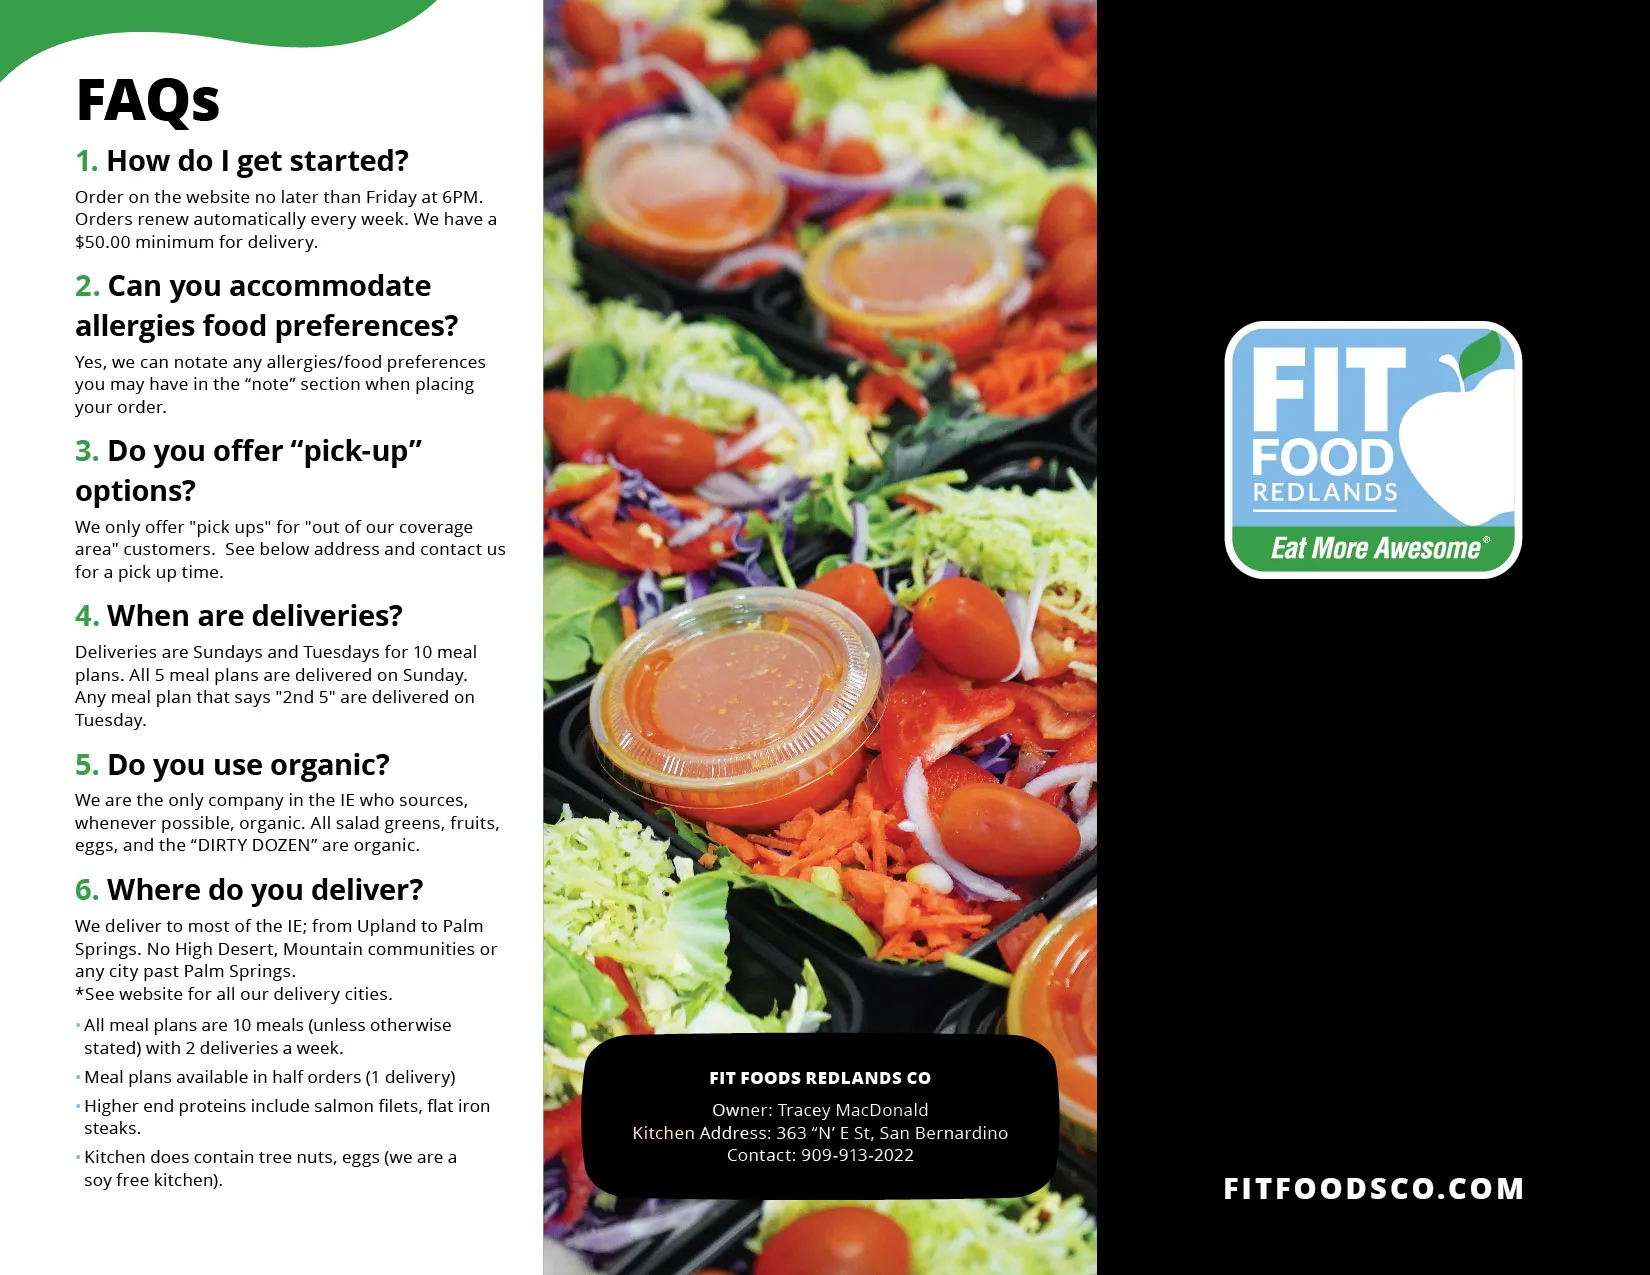 FAQs
1. How do I get started?
Order on the website no later than Friday at 6PM.
Orders renew automatically every week. We have a
$50.00 minimum for delivery.
2. Can you accommodate
allergies food preferences?
Yes, we can notate any allergies/food preferences
you may have in the “note” section when placing
your order.
3. Do you offer “pick-up”
options?
We only offer "pick ups" for "out of our coverage
area" customers.  See below address and contact us
for a pick up time.
4. When are deliveries?
Deliveries are Sundays and Tuesdays for 10 meal
plans. All 5 meal plans are delivered on Sunday.
Any meal plan that says "2nd 5" are delivered on
Tuesday.
5. Do you use organic?
We are the only company in the IE who sources,
whenever possible, organic. All salad greens, fruits,
eggs, and the “DIRTY DOZEN” are organic.
6. Where do you deliver?
We deliver to most of the IE; from Upland to Palm
Springs. No High Desert, Mountain communities or
any city past Palm Springs.
*See website for all our delivery cities.
• All meal plans are 10 meals (unless otherwise
stated) with 2 deliveries a week.
• Meal plans available in half orders (1 delivery)
• Higher end proteins include salmon filets, flat iron
steaks.
• Kitchen does contain tree nuts, eggs (we are a
soy free kitchen).
FIT FOODS REDLANDS CO
Owner: Tracey MacDonald
Kitchen Address: 363 “N’ E St, San Bernardino
Contact: 909-913-2022
FIT
FOOD
REDLANDS
Eat More Awesome®
FITFOODSCO.COM